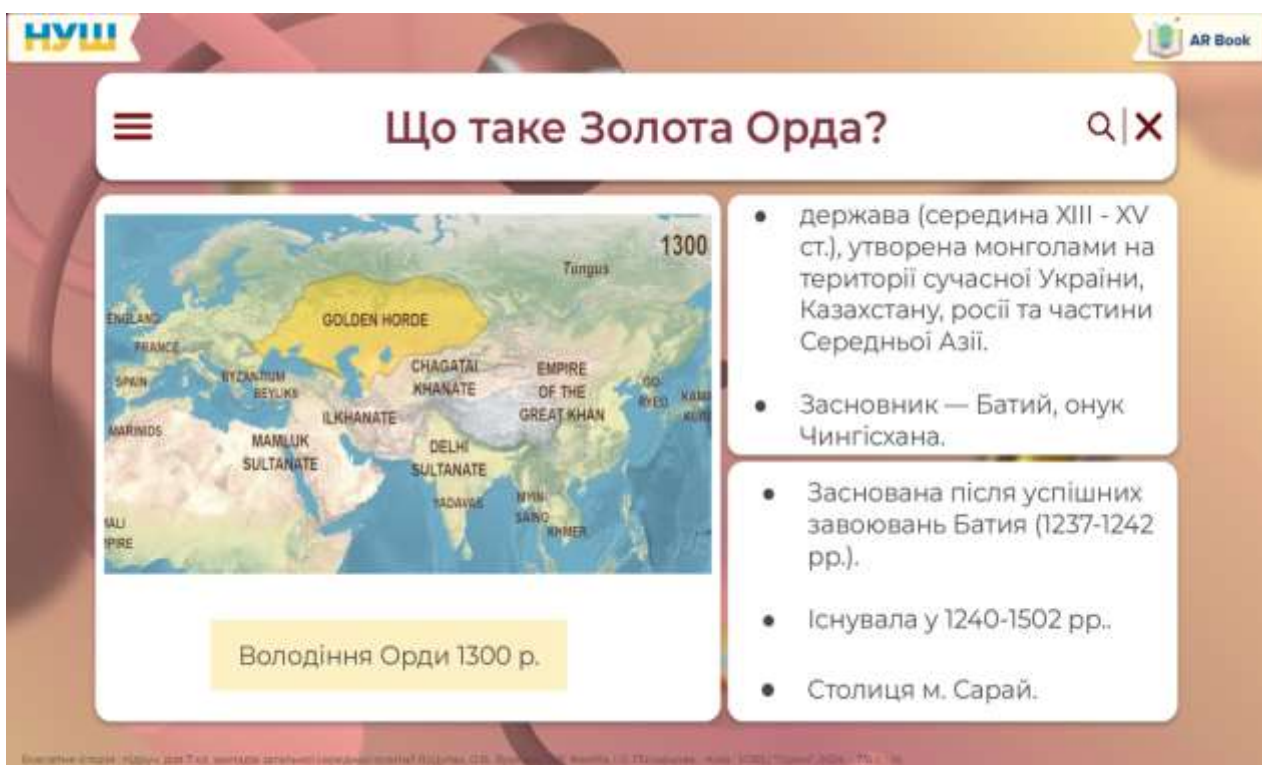 НУШ
AR Book
Що таке Золота Орда?
1300
Tungus
ENGLAND
GOLDEN HORDE
FRANCE
CHAGATAI
KHANATE
EMPIRE
OF THE
GREAT KHAN
SPAIN
BYZANTIUM
BEYLIKS
GO-
RYEO
ILKHANATE
MARINIDS
MAMLUK
SULTANATE
DELHI
SULTANATE
YADAVAS
KHMER
Володіння Орди 1300 р.
● держава (середина XIII - XV
ст.), утворена монголами на
території сучасної України,
Казахстану, росії та частини
Середньої Азії.
● Засновник — Батий, онук
Чингісхана.
● Заснована після успішних
завоювань Батия (1237-1242
рр.).
● Існувала у 1240-1502 рр..
● Столиця м. Сарай.